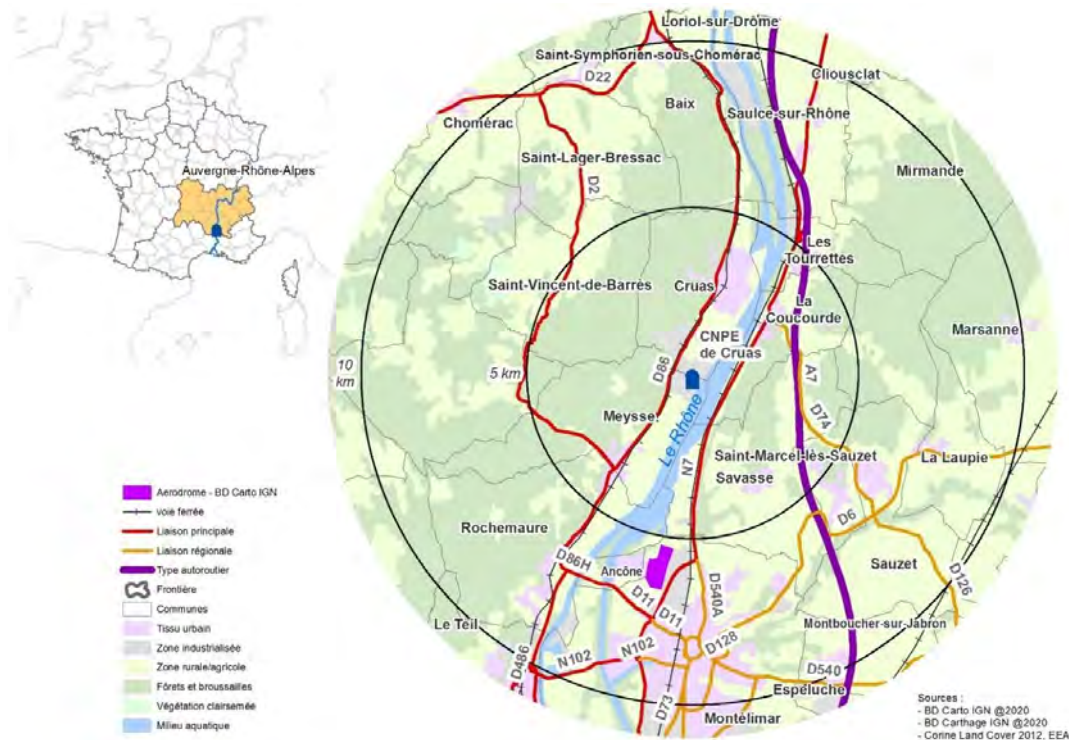 Auvergne-Rhône-Alpes
Loriol-sur-Drôme
Saint-Symphorien-sous-Chomérac
D22
Cliousclat
Baix
Saulce-sur-Rhône
Chomérac
Saint-Lager-Bressac
Mirmande
D2
Les
Tourrettes
Saint-Vincent-de-Barrès
Cruas
La
Coucourde
Marsanne
CNPE
de Cruas
10
km
5 km
D86
A7
Meysse
Le Rhône
D74
N7
Saint-Marcel-lès-Sauzet
La Laupie
Savasse
D6
Rochemaure
D86H
Ancône
Sauzet
D126
D11
D11
D540A
Le Teil
Montboucher-sur-Jabron
D486
N102
N102
D128
D540
Espeluche
D73
Montélimar
Aerodrome - BD Carto IGN
voie ferrée
Liaison principale
Liaison régionale
Type autoroutier
Frontière
Communes
Tissu urbain
Zone industrialisée
Zone rurale/agricole
Fôrets et broussailles
Végétation clairsemée
Milieu aquatique
Sources :
- BD Carto IGN @2020
- BD Carthage IGN @2020
- Corine Land Cover 2012, EEA